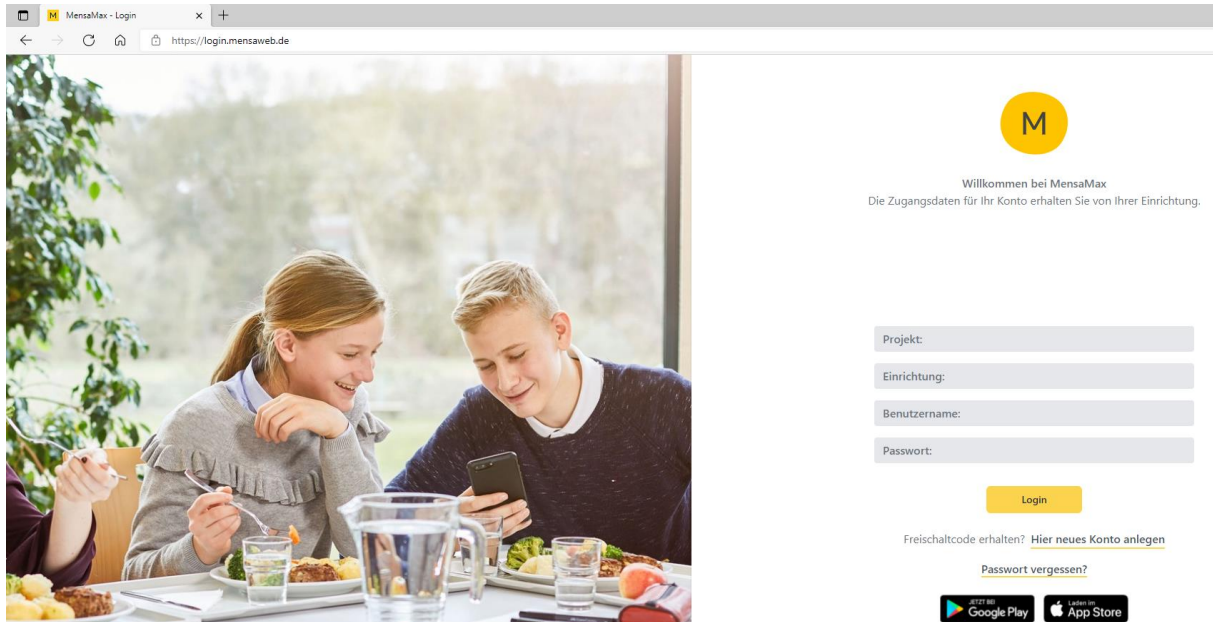 MensaMax - Login
https://login.mensaweb.de
M
Willkommen bei MensaMax
Die Zugangsdaten für Ihr Konto erhalten Sie von Ihrer Einrichtung.
Projekt:
Einrichtung:
Benutzername:
Passwort:
Login
Freischaltcode erhalten? Hier neues Konto anlegen
Passwort vergessen?
JETZT BEI
Google Play
Laden im
App Store